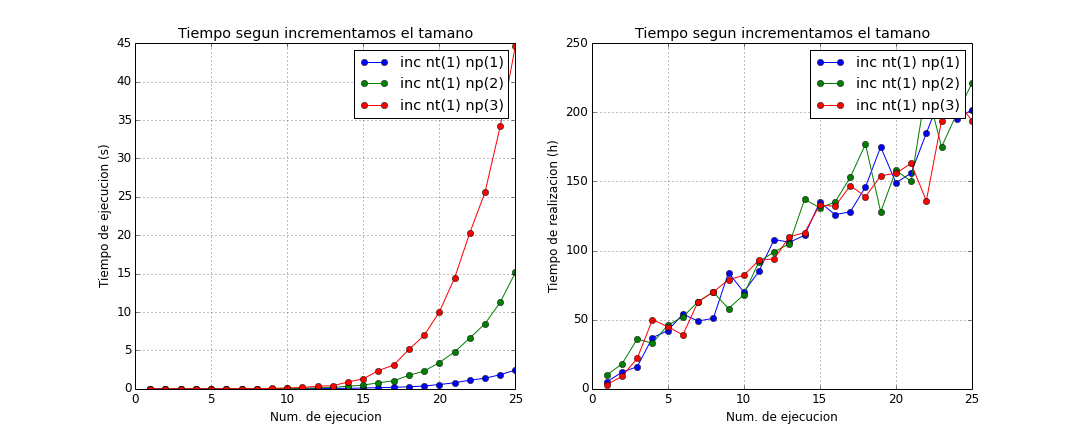 Tiempo segun incrementamos el tamano
45
40
35
30
25
20
15
10
5
0
Tiempo de ejecucion (s)
inc nt(1) np(1)
inc nt(1) np(2)
inc nt(1) np(3)
0 5 10 15 20 25
Num. de ejecucion
Tiempo segun incrementamos el tamano
250
200
150
100
50
0
Tiempo de realizacion (h)
inc nt(1) np(1)
inc nt(1) np(2)
inc nt(1) np(3)
0 5 10 15 20 25
Num. de ejecucion